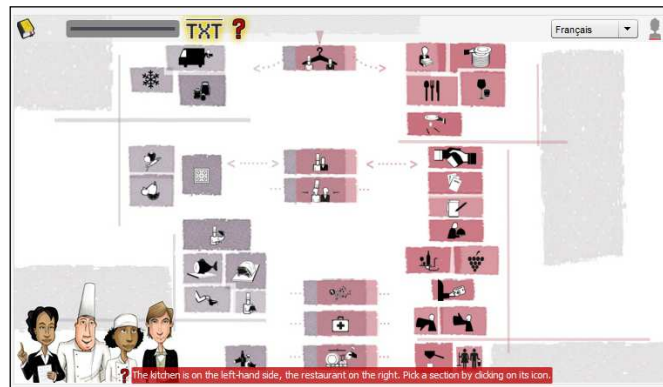 TXT ?
Français
? The kitchen is on the left-hand side, the restaurant on the right. Pick a section by clicking on its icon.